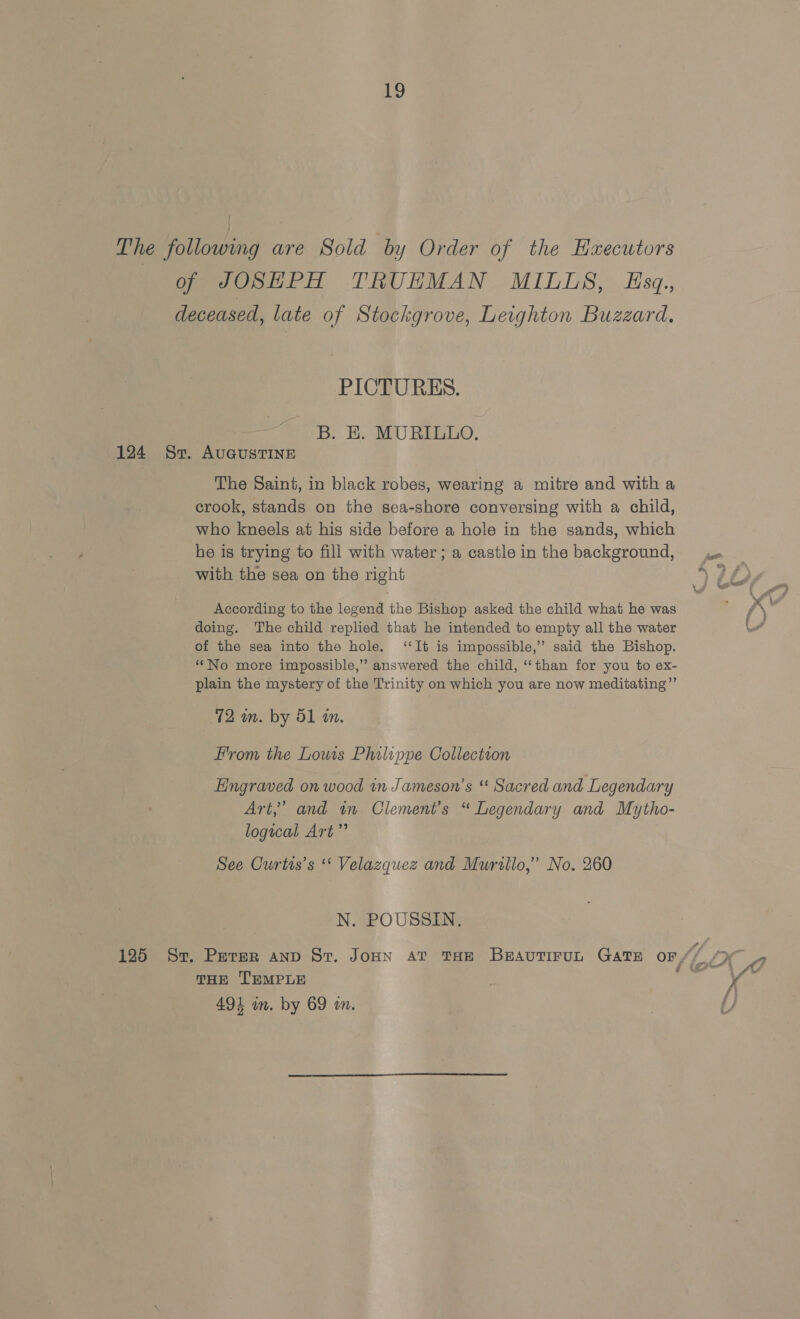 19
The following are Sold by Order of the Executors
of JOSEPH TRUEMAN MILLS, Esq.,
deceased, late of Stockgrove, Leighton Buzzard.
PICTURES.
B. E. MURILLO.
124 St. Augustine
The Saint, in black robes, wearing a mitre and with a
crook, stands on the sea-shore conversing with a child,
who kneels at his side before a hole in the sands, which
he is trying to fill with water; a castle in the background,
with the sea on the right
According to the legend the Bishop asked the child what he was
doing. The child replied that he intended to empty all the water
of the sea into the hole. “It is impossible,” said the Bishop.
“No more impossible,” answered the child, “than for you to ex-
plain the mystery of the Trinity on which you are now meditating”
72 in. by 51 in.
From the Louis Philippe Collection
Engraved on wood in Jameson's “Sacred and Legendary
Art,” and in Clement's “Legendary and Mytho-
logical Art”
See Curtis's “Velazquez and Murillo,” No. 260
N. POUSSIN.
125 St. Peter and St. John at the Beautiful Gate of
the Temple
49½ in. by 69 in.